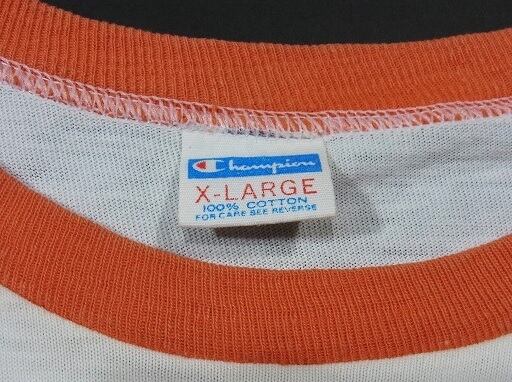 Champion
X-LARGE
100% COTTON
FOR CARE SEE REVERSE